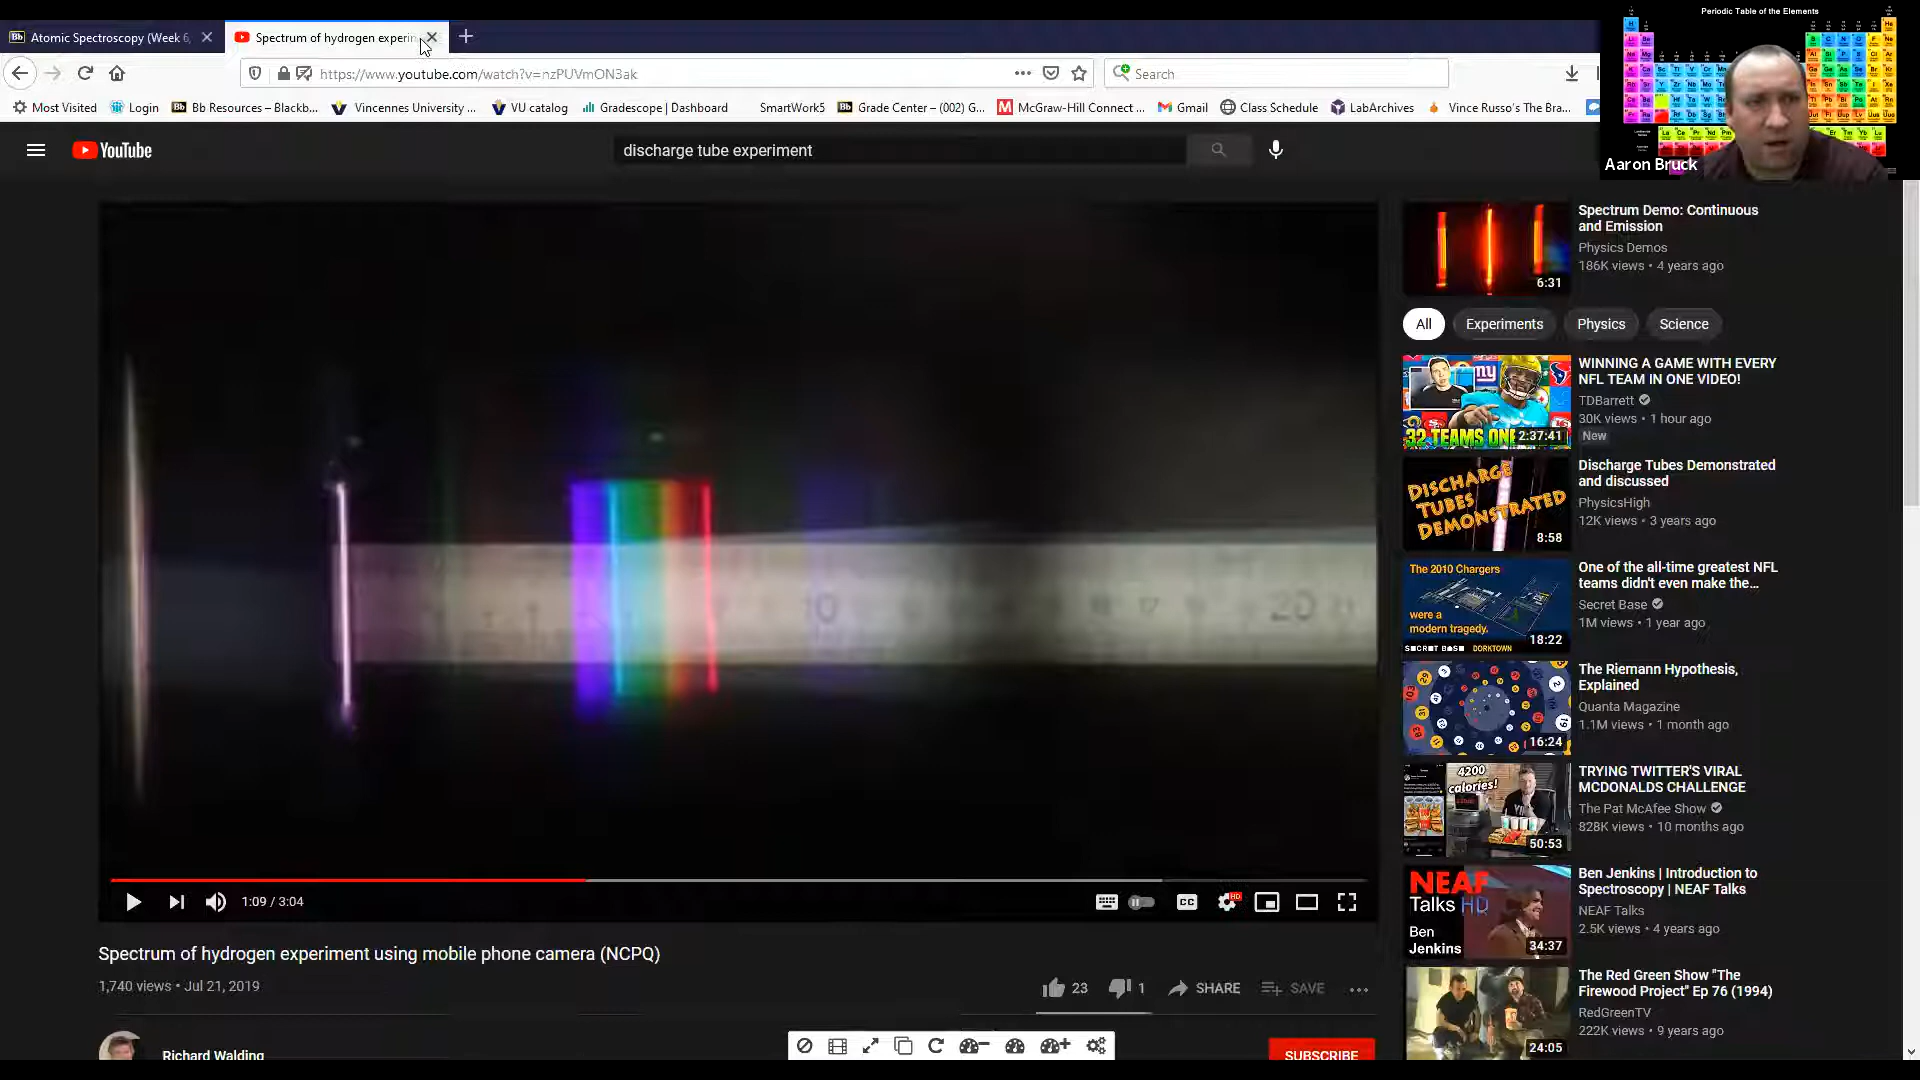 Periodic Table of the Elements
Atomic Spectroscopy (Week 6,
Spectrum of hydrogen experim
https://www.youtube.com/watch?v=nzPUVmON3ak
Search
Most Visited
Login
Bb Resources – Blackb...
Vincennes University ...
VU catalog
Gradescope | Dashboard
SmartWork5
Grade Center – (002) G...
McGraw-Hill Connect ...
Gmail
Class Schedule
LabArchives
Vince Russo's The Bra...
Aaron Bruck
YouTube
discharge tube experiment
10
17
20
1:09 / 3:04
CC
HD
Spectrum of hydrogen experiment using mobile phone camera (NCPQ)
1,740 views • Jul 21, 2019
23
1
SHARE
SAVE
Richard Walding
SUBSCRIBE
Spectrum Demo: Continuous
and Emission
Physics Demos
186K views • 4 years ago
6:31
All
Experiments
Physics
Science
WINNING A GAME WITH EVERY
NFL TEAM IN ONE VIDEO!
TDBarrett
30K views • 1 hour ago
New
32 TEAMS ONE
2:37:41
Discharge Tubes Demonstrated
and discussed
PhysicsHigh
12K views • 3 years ago
DISCHARGE
TUBES
DEMONSTRATED
8:58
One of the all-time greatest NFL
teams didn't even make the...
Secret Base
1M views • 1 year ago
The 2010 Chargers
were a
modern tragedy.
SECRET BASE DORKTOWN
18:22
The Riemann Hypothesis,
Explained
Quanta Magazine
1.1M views • 1 month ago
16:24
TRYING TWITTER'S VIRAL
MCDONALDS CHALLENGE
The Pat McAfee Show
828K views • 10 months ago
4200
calories!
50:53
Ben Jenkins | Introduction to
Spectroscopy | NEAF Talks
NEAF Talks
2.5K views • 4 years ago
NEAF
Talks HQ
Ben
Jenkins
34:37
The Red Green Show "The
Firewood Project" Ep 76 (1994)
RedGreenTV
222K views • 9 years ago
24:05